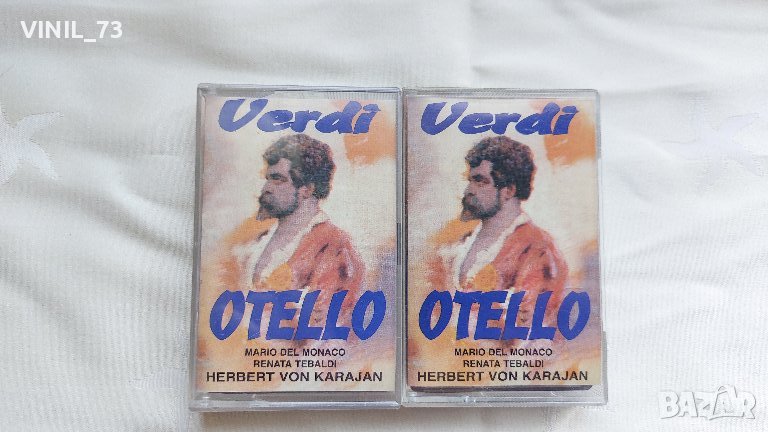 VINIL_73
Verdi
OTELLO
MARIO DEL MONACO
RENATA TEBALDI
HERBERT VON KARAJAN
Verdi
OTELLO
MARIO DEL MONACO
RENATA TEBALDI
HERBERT VON KARAJAN
BAZAR